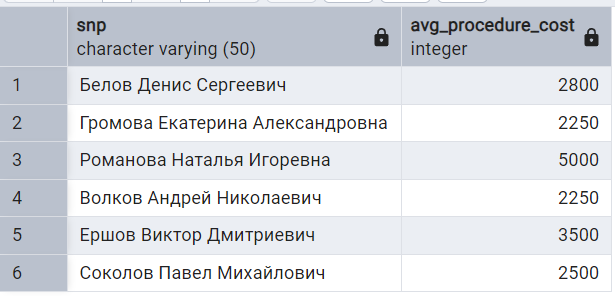 snp avg_procedure_cost
character varying (50) integer
1 Белов Денис Сергеевич 2800
2 Громова Екатерина Александровна 2250
3 Романова Наталья Игоревна 5000
4 Волков Андрей Николаевич 2250
5 Ершов Виктор Дмитриевич 3500
6 Соколов Павел Михайлович 2500